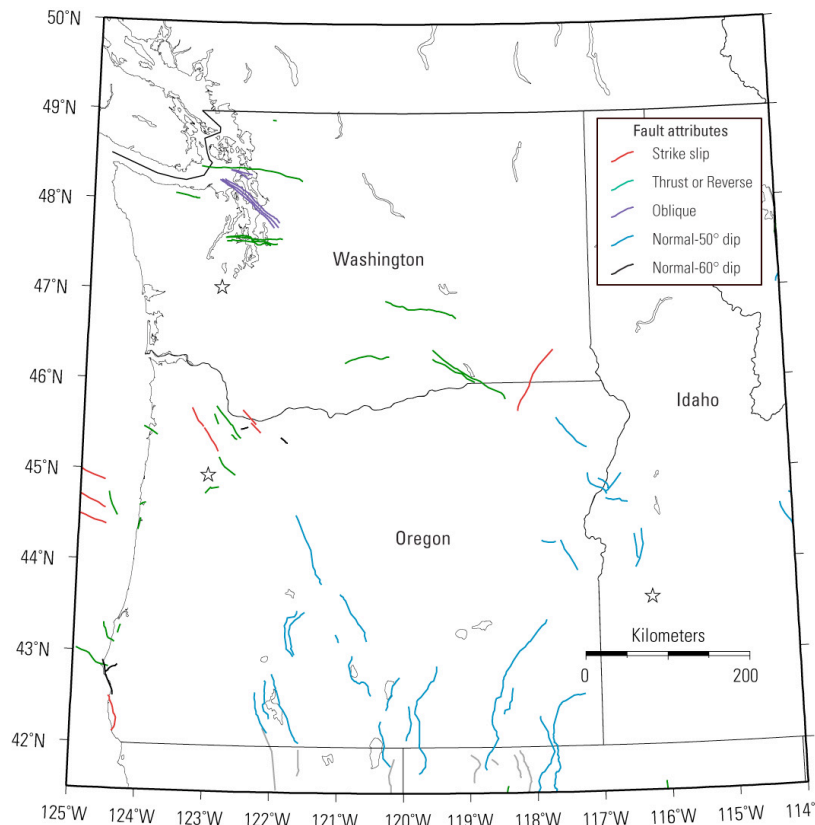 50°N
49°N
48°N
47°N
46°N
45°N
44°N
43°N
42°N
Fault attributes
Strike slip
Thrust or Reverse
Oblique
Normal-50° dip
Normal-60° dip
Washington
Idaho
Oregon
Kilometers
0 200
125°W 124°W 123°W 122°W 121°W 120°W 119°W 118°W 117°W 116°W 115°W 114°